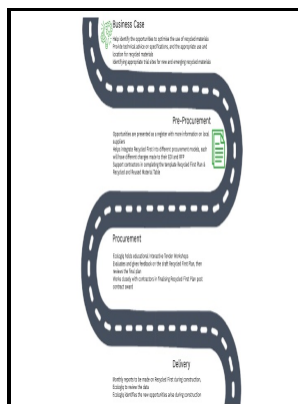 Business Case
Help identify the opportunities to optimise the use of recycled materials
Provide technical advice on specifications, and the appropriate use and
location for recycled materials
Identifying appropriate trial sites for new and emerging recycled materials
Pre-Procurement
Opportunities are presented as a register with more information on local
suppliers
Helps integrate Recycled First into different procurement models, each
will have different changes made to their EOI and RFP
Support contractors in completing the template Recycled First Plan &
Recycled and Reused Material Table
Procurement
Ecologiq holds educational Interactive Tender Workshops
Evaluates and gives feedback on the draft Recycled First Plan, then
reviews the final plan
Works closely with contractors in finalising Recycled First Plan post
contract award
Delivery
Monthly reports to be made on Recycled First during construction,
Ecologiq to review the data
Ecologiq identifies the new opportunities arise during construction